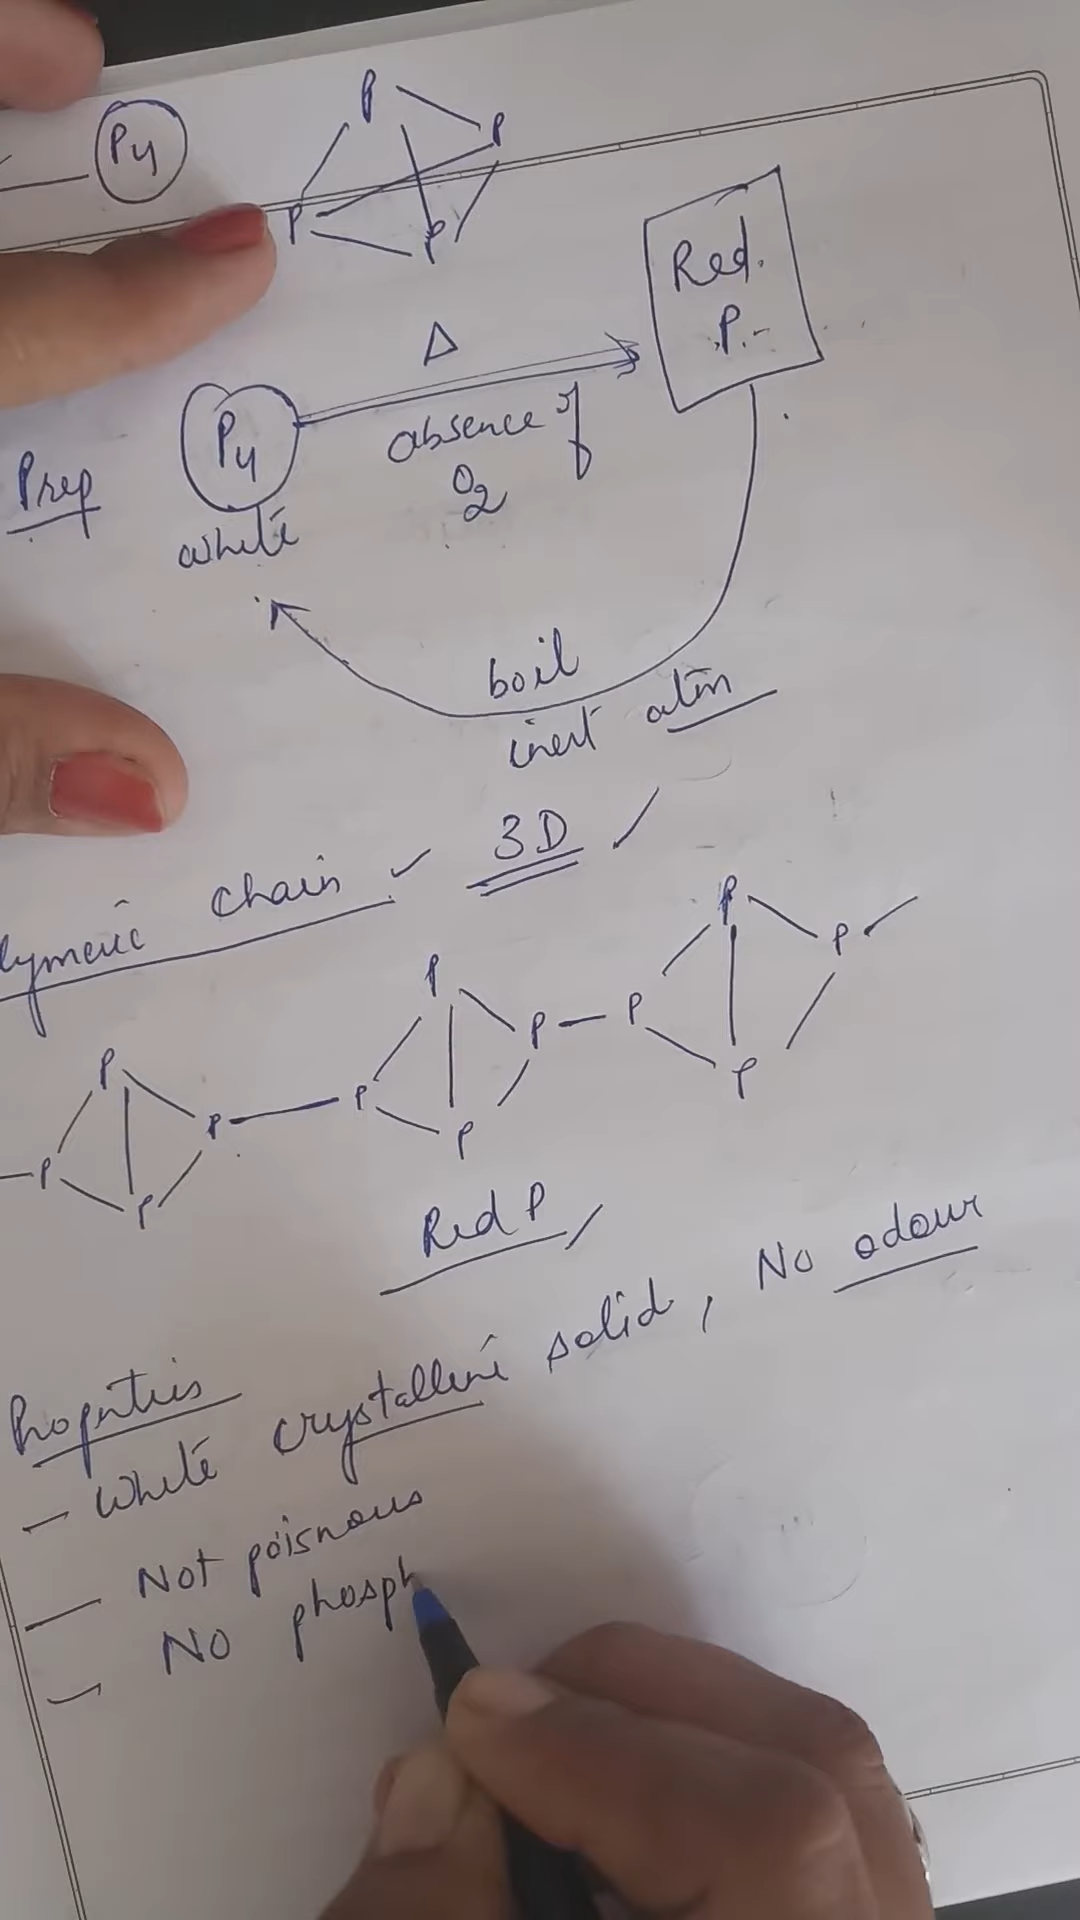 P4
P P
P P
Red.
P.
Δ
Prep P4 absence of
O2
white
boil
inert atm
lymeric chain ✓ 3D ✓
P P P
P P — P P — P P
P P P
Red P
Propnties
— White crystalline solid, No odour
— Not poisnous
— No phosph